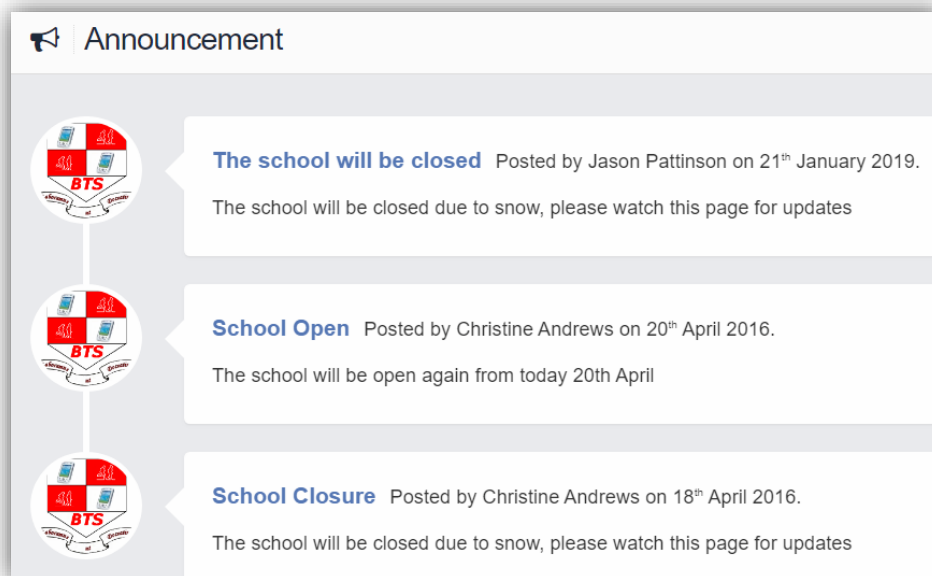 Announcement
BTS
The school will be closed Posted by Jason Pattinson on 21th January 2019.
The school will be closed due to snow, please watch this page for updates
BTS
School Open Posted by Christine Andrews on 20th April 2016.
The school will be open again from today 20th April
BTS
School Closure Posted by Christine Andrews on 18th April 2016.
The school will be closed due to snow, please watch this page for updates